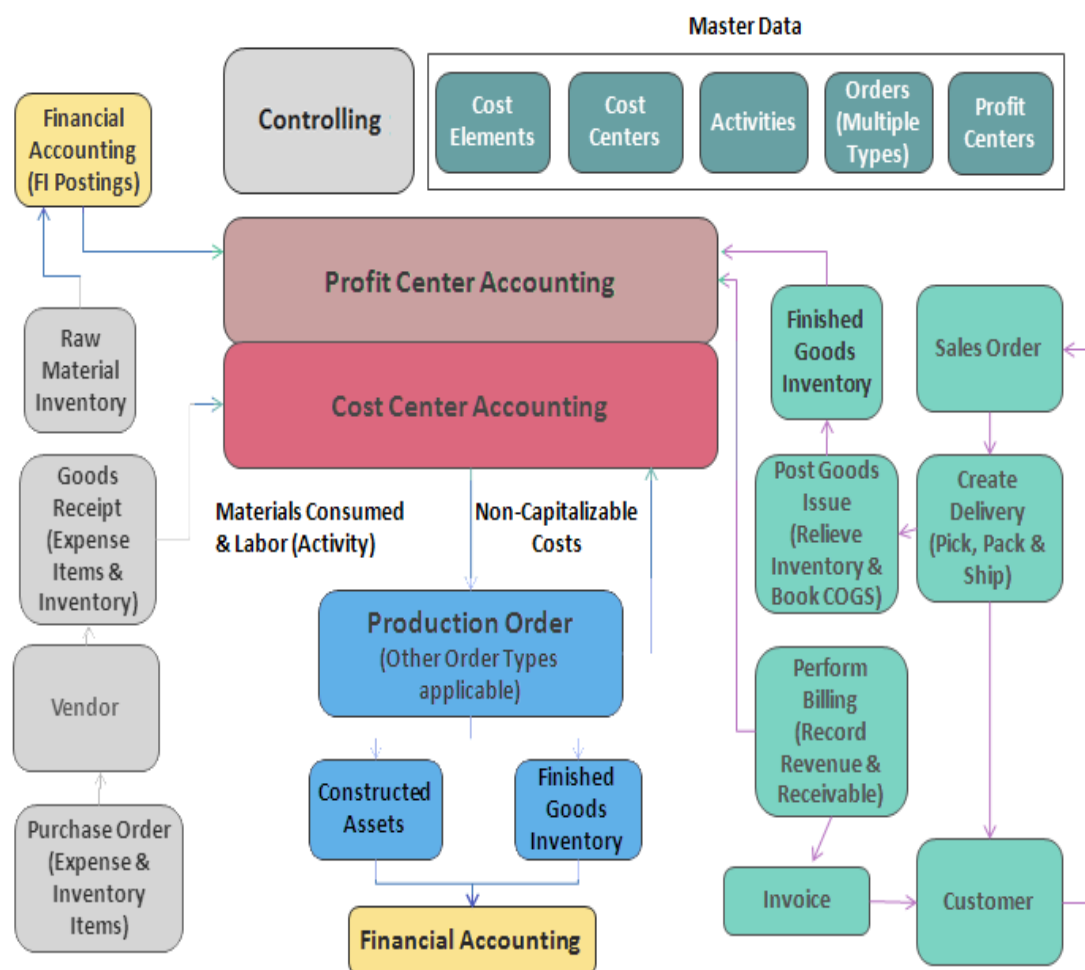 Master Data
Controlling
Cost
Elements
Cost
Centers
Activities
Orders
(Multiple
Types)
Profit
Centers
Financial
Accounting
(FI Postings)
Profit Center Accounting
Cost Center Accounting
Raw
Material
Inventory
Goods
Receipt
(Expense
Items &
Inventory)
Vendor
Purchase Order
(Expense &
Inventory
Items)
Materials Consumed
& Labor (Activity)
Non-Capitalizable
Costs
Production Order
(Other Order Types
applicable)
Constructed
Assets
Finished
Goods
Inventory
Financial Accounting
Finished
Goods
Inventory
Sales Order
Post Goods
Issue
(Relieve
Inventory &
Book COGS)
Create
Delivery
(Pick, Pack &
Ship)
Perform
Billing
(Record
Revenue &
Receivable)
Invoice
Customer